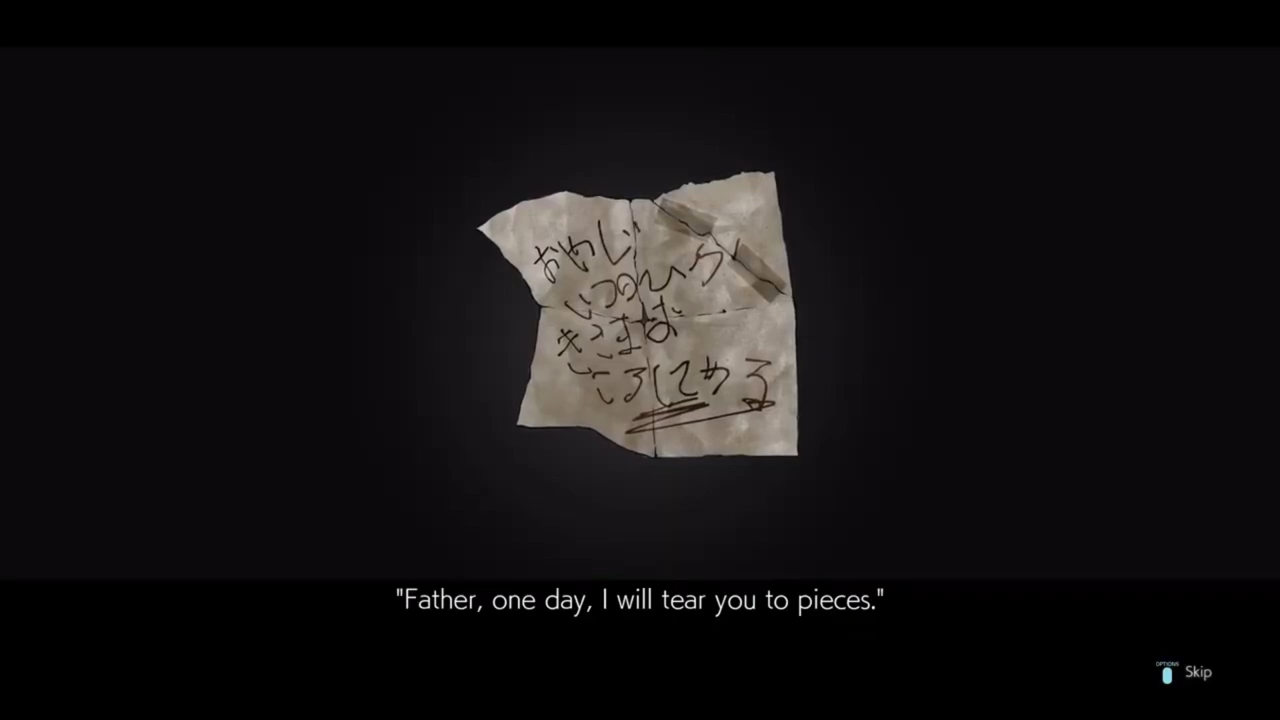 おやじ
いつのひか
きさま
ころしてやる
"Father, one day, I will tear you to pieces."
OPTIONS
Skip